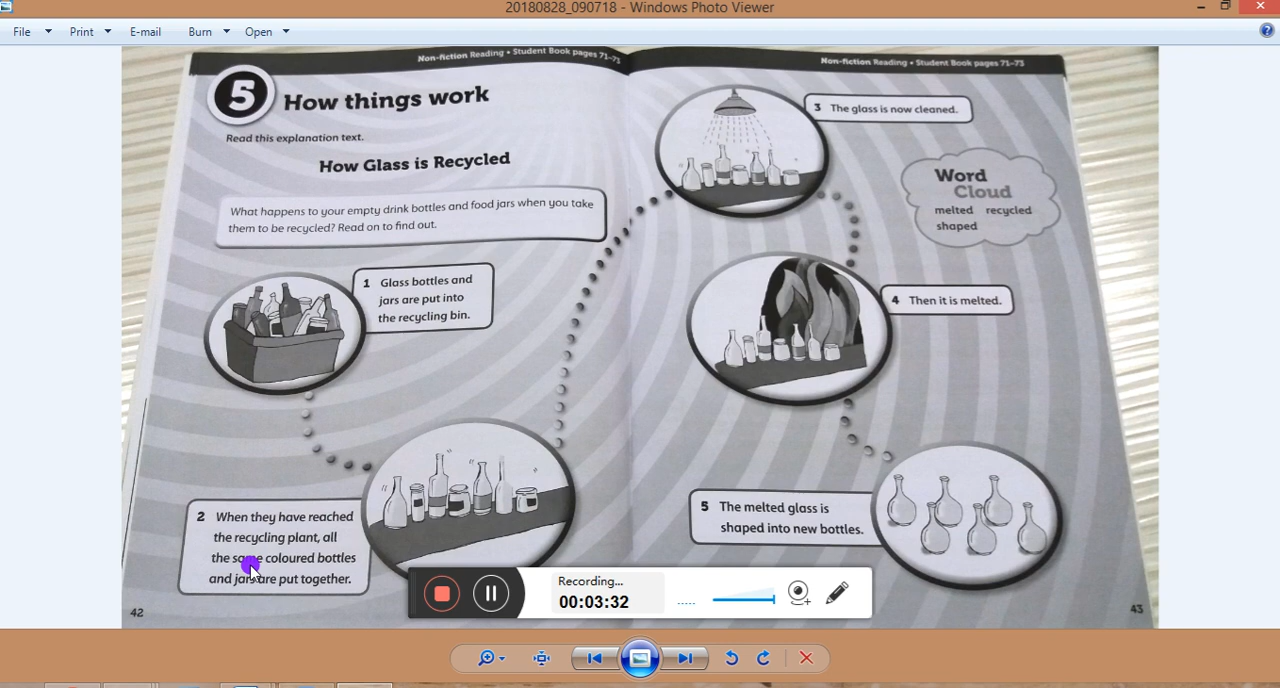 20180828_090718 - Windows Photo Viewer
File Print E-mail Burn Open
Non-fiction Reading • Student Book pages 71–71
Non-fiction Reading • Student Book pages 71–73
5
How things work
Read this explanation text.
How Glass is Recycled
What happens to your empty drink bottles and food jars when you take
them to be recycled? Read on to find out.
1 Glass bottles and
jars are put into
the recycling bin.
2 When they have reached
the recycling plant, all
the same coloured bottles
and jars are put together.
42
3 The glass is now cleaned.
Word
Cloud
melted recycled
shaped
4 Then it is melted.
5 The melted glass is
shaped into new bottles.
43
Recording...
00:03:32